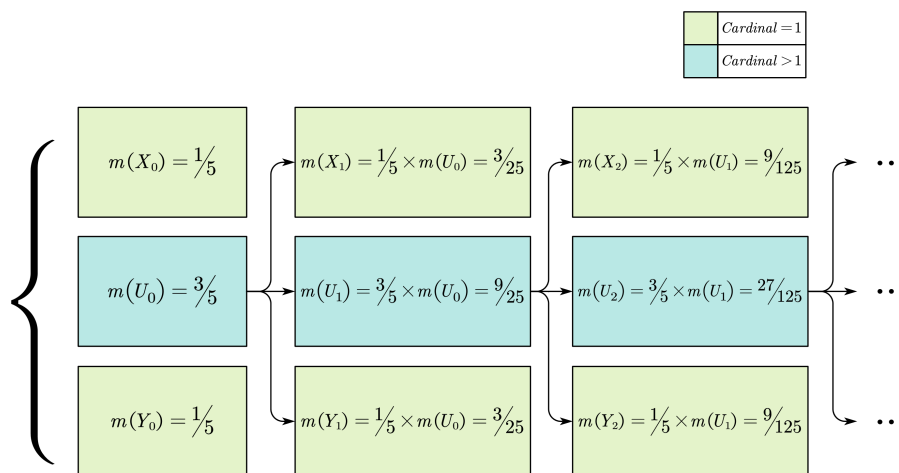 Cardinal = 1
Cardinal > 1
m(X₀) = 1/5
m(X₁) = 1/5 × m(U₀) = 3/25
m(X₂) = 1/5 × m(U₁) = 9/125
..
m(U₀) = 3/5
m(U₁) = 3/5 × m(U₀) = 9/25
m(U₂) = 3/5 × m(U₁) = 27/125
..
m(Y₀) = 1/5
m(Y₁) = 1/5 × m(U₀) = 3/25
m(Y₂) = 1/5 × m(U₁) = 9/125
..